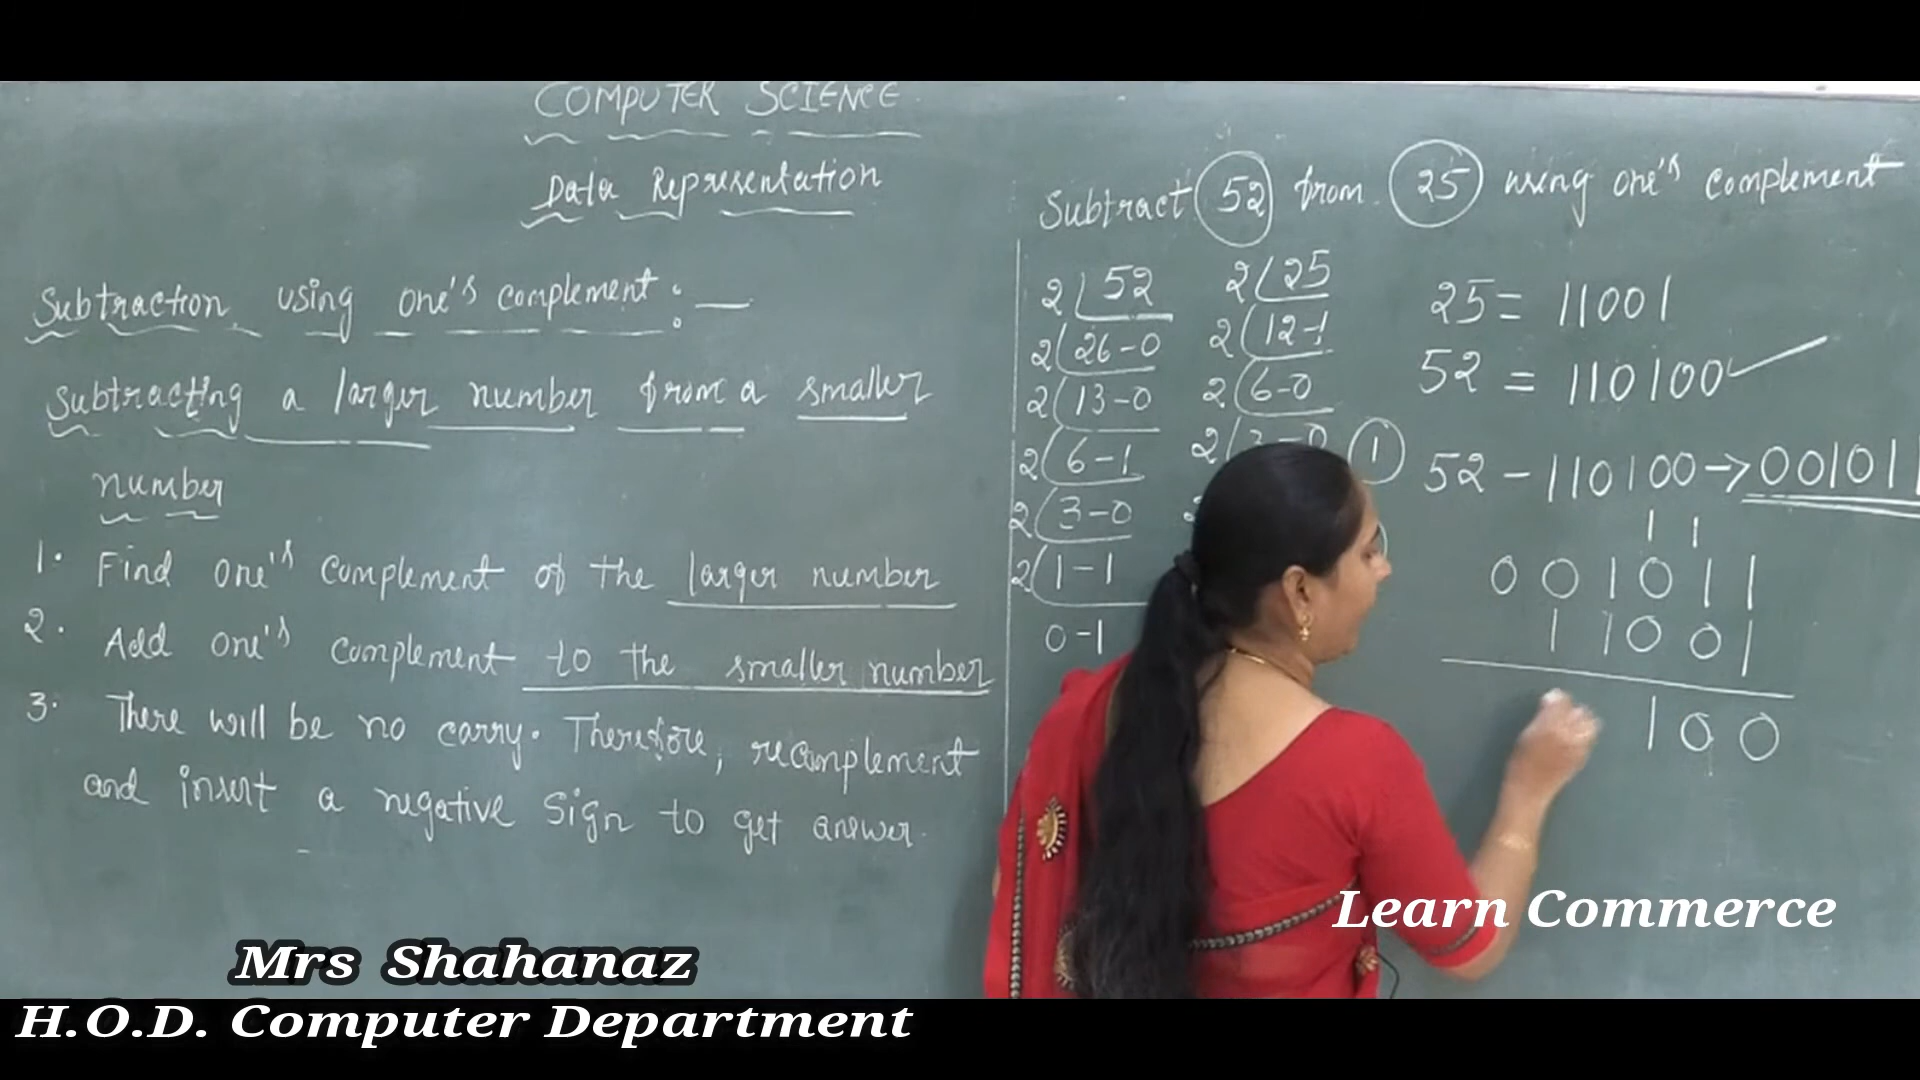 COMPUTER SCIENCE
Data Representation
Subtraction using one's complement :—
Subtracting a larger number from a smaller
number
1. Find one's complement of the larger number
2. Add one's complement to the smaller number
3. There will be no carry. Therefore, recomplement
and insert a negative sign to get answer.
Subtract 52 from 25 using one's complement
2 52
2 26-0
2 13-0
2 6-1
2 3-0
2 1-1
0-1
2 25
2 12-1
2 6-0
2 3-0
25 = 11001
52 = 110100
1 52 - 110100 → 001011
1 1
0 0 1 0 1 1
1 1 0 0 1
1 0 0
Learn Commerce
Mrs Shahanaz
H.O.D. Computer Department